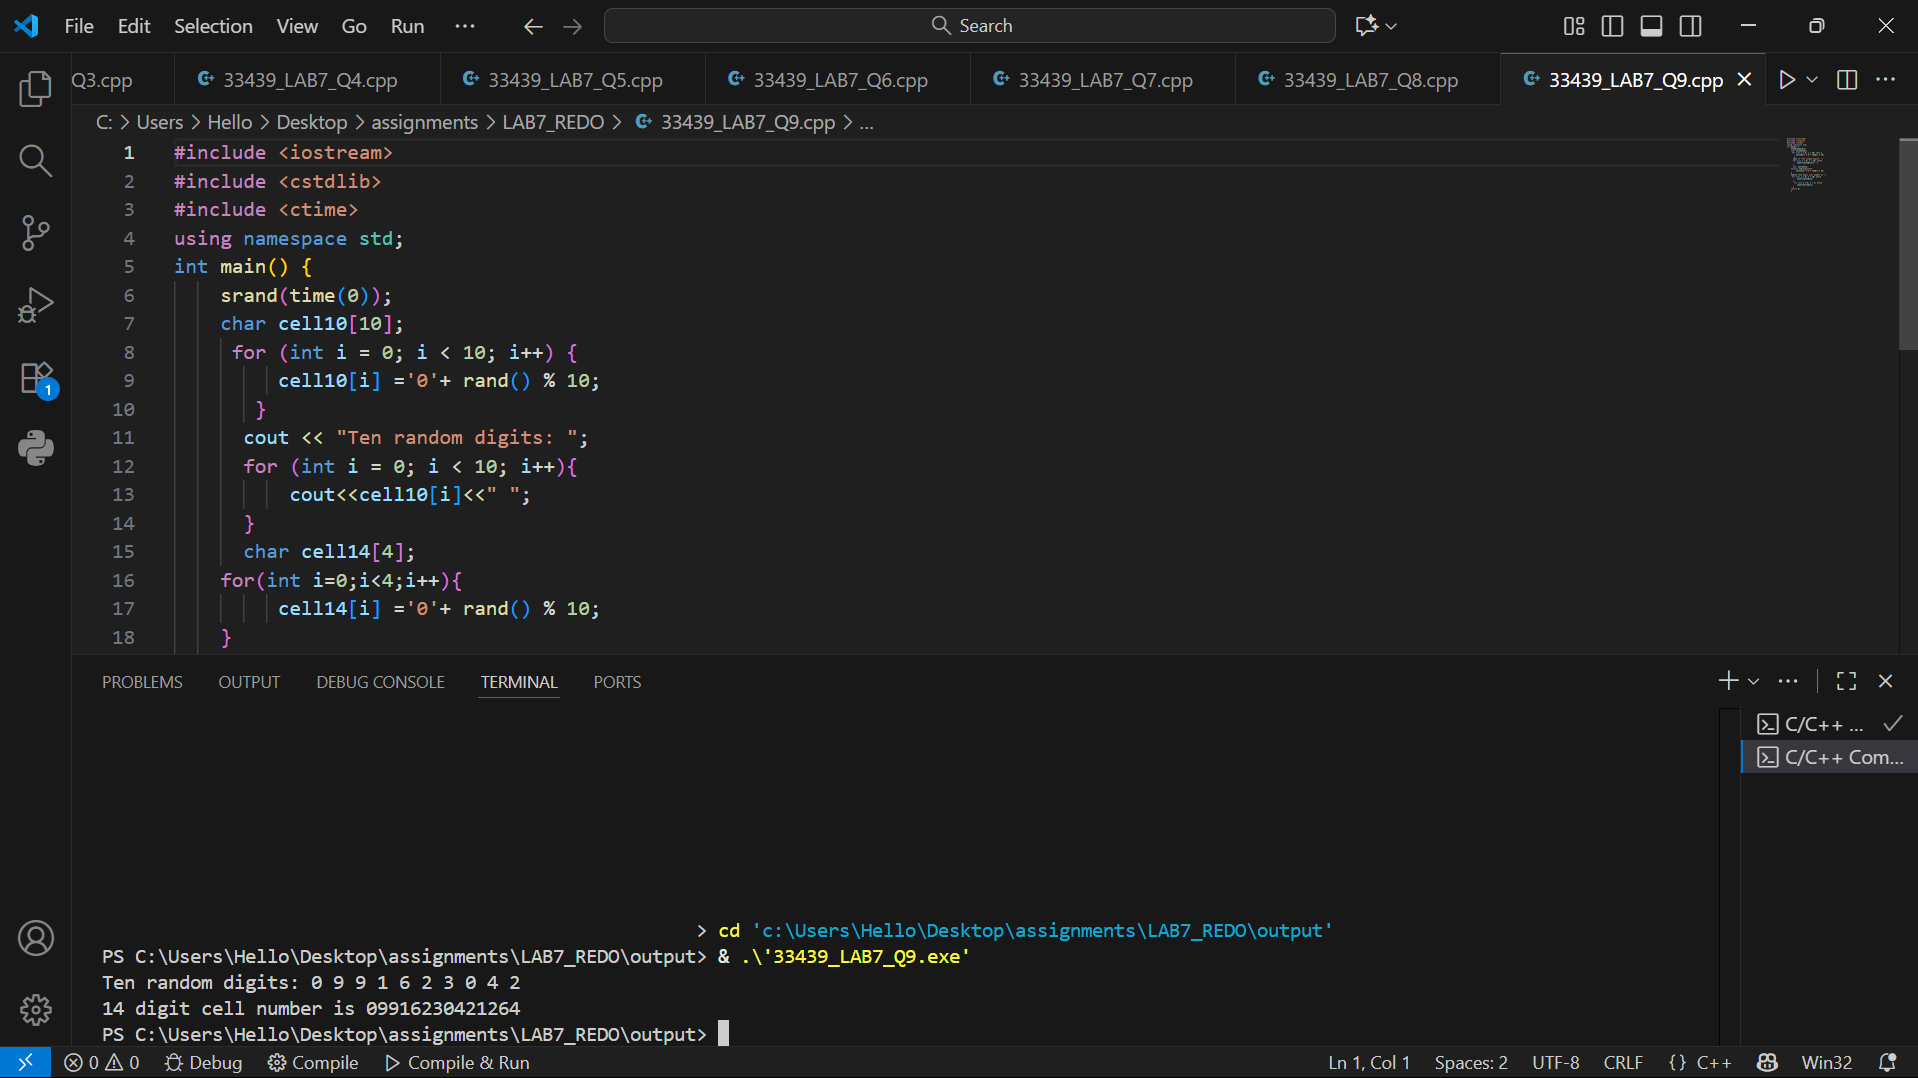 File Edit Selection View Go Run ··· Search
Q3.cpp 33439_LAB7_Q4.cpp 33439_LAB7_Q5.cpp 33439_LAB7_Q6.cpp 33439_LAB7_Q7.cpp 33439_LAB7_Q8.cpp 33439_LAB7_Q9.cpp
C: > Users > Hello > Desktop > assignments > LAB7_REDO > 33439_LAB7_Q9.cpp > ...
1 #include <iostream>
2 #include <cstdlib>
3 #include <ctime>
4 using namespace std;
5 int main() {
6 srand(time(0));
7 char cell10[10];
8 for (int i = 0; i < 10; i++) {
9 cell10[i] ='0'+ rand() % 10;
10 }
11 cout << "Ten random digits: ";
12 for (int i = 0; i < 10; i++){
13 cout<<cell10[i]<<" ";
14 }
15 char cell14[4];
16 for(int i=0;i<4;i++){
17 cell14[i] ='0'+ rand() % 10;
18 }
1
PROBLEMS OUTPUT DEBUG CONSOLE TERMINAL PORTS
C/C++ ...
C/C++ Com...
> cd 'c:\Users\Hello\Desktop\assignments\LAB7_REDO\output'
PS C:\Users\Hello\Desktop\assignments\LAB7_REDO\output> & .\'33439_LAB7_Q9.exe'
Ten random digits: 0 9 9 1 6 2 3 0 4 2
14 digit cell number is 09916230421264
PS C:\Users\Hello\Desktop\assignments\LAB7_REDO\output>
0 0 Debug Compile Compile & Run Ln 1, Col 1 Spaces: 2 UTF-8 CRLF {} C++ Win32